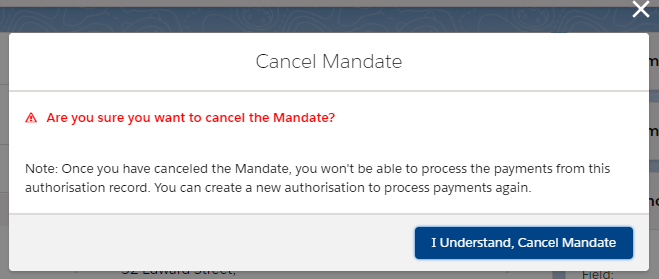 Cancel Mandate
Are you sure you want to cancel the Mandate?
Note: Once you have canceled the Mandate, you won't be able to process the payments from this
authorisation record. You can create a new authorisation to process payments again.
I Understand, Cancel Mandate
Field: